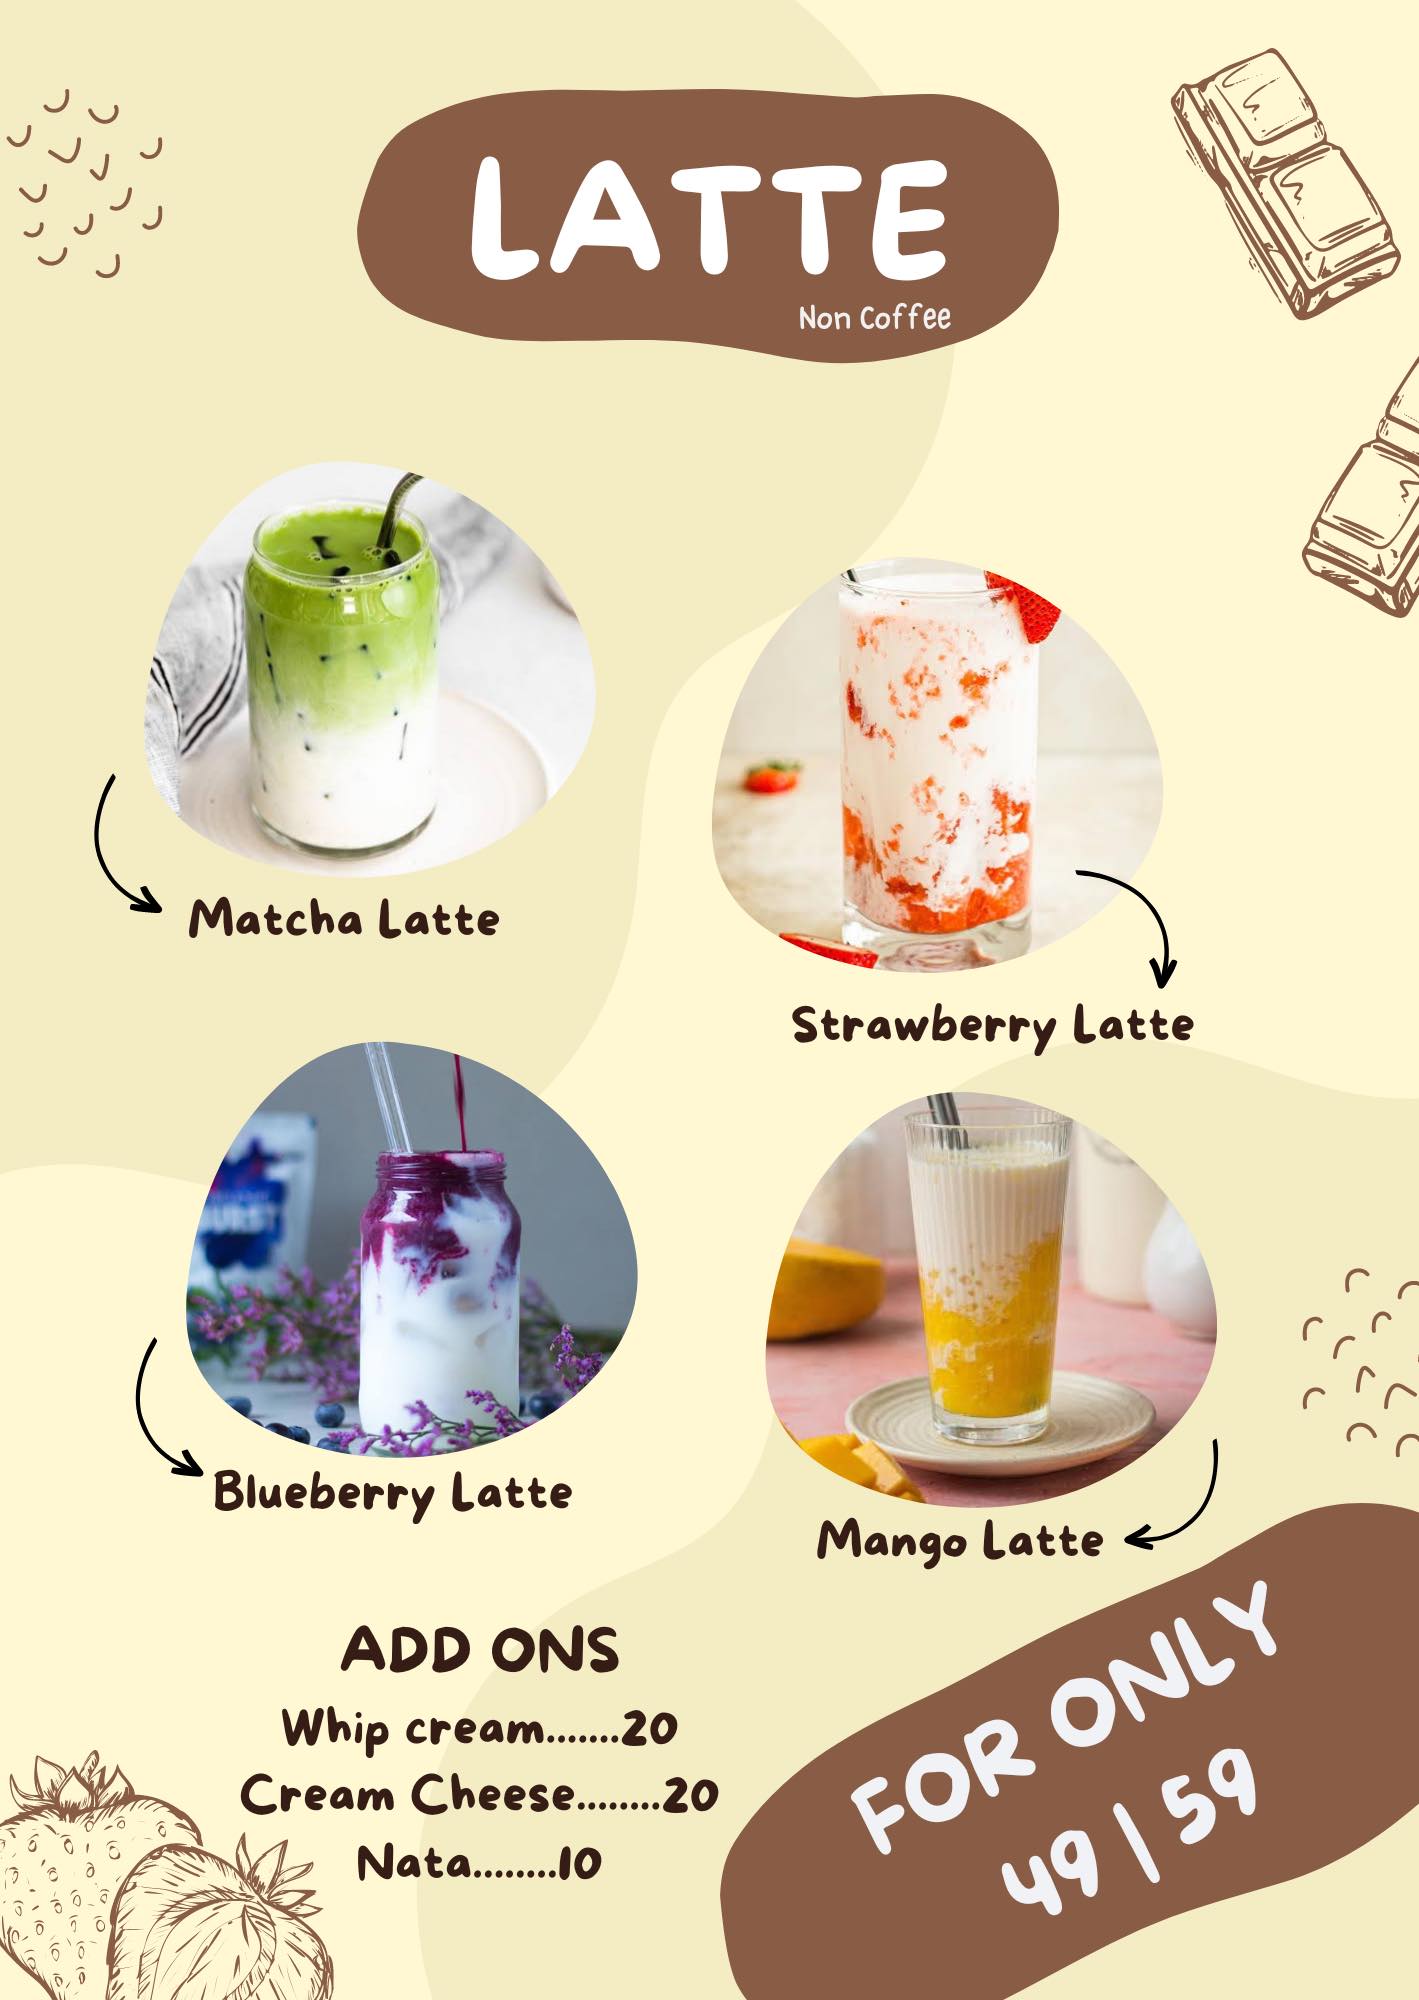 LATTE
Non Coffee
Matcha Latte
Strawberry Latte
Blueberry Latte
Mango Latte
ADD ONS
Whip cream.......20
Cream Cheese........20
Nata........10
FOR ONLY
49 | 59